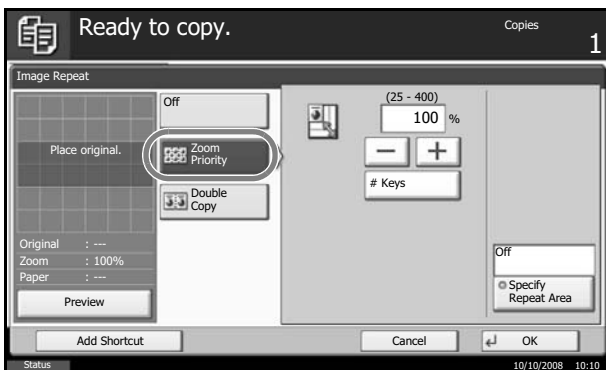 Ready to copy.
Copies
1
Image Repeat
Place original.
Original : ---
Zoom : 100%
Paper : ---
Preview
Off
Zoom
Priority
Double
Copy
(25 - 400)
100 %
# Keys
Off
Specify
Repeat Area
Add Shortcut
Cancel
OK
Status
10/10/2008 10:10